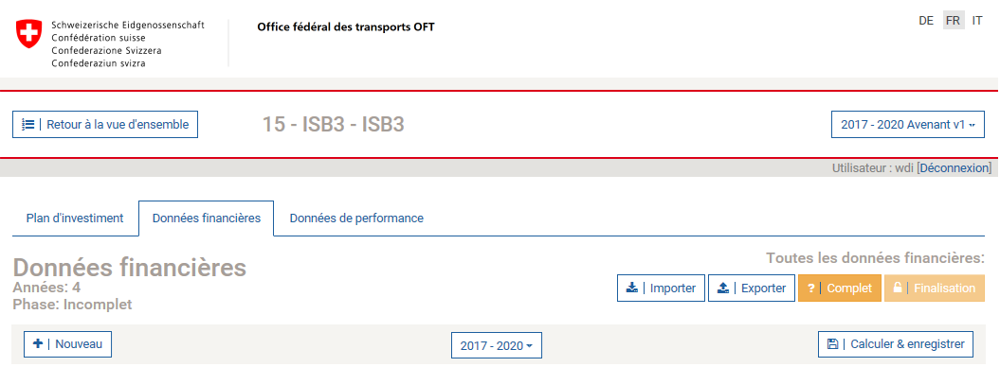 Schweizerische Eidgenossenschaft
Confédération suisse
Confederazione Svizzera
Confederaziun svizra
Office fédéral des transports OFT
DE FR IT
Retour à la vue d'ensemble
15 - ISB3 - ISB3
2017 - 2020 Avenant v1
Utilisateur : wdi [Déconnexion]
Plan d'investiment
Données financières
Données de performance
Données financières
Années: 4
Phase: Incomplet
Toutes les données financières:
Importer
Exporter
? | Complet
Finalisation
Nouveau
2017 - 2020
Calculer & enregistrer